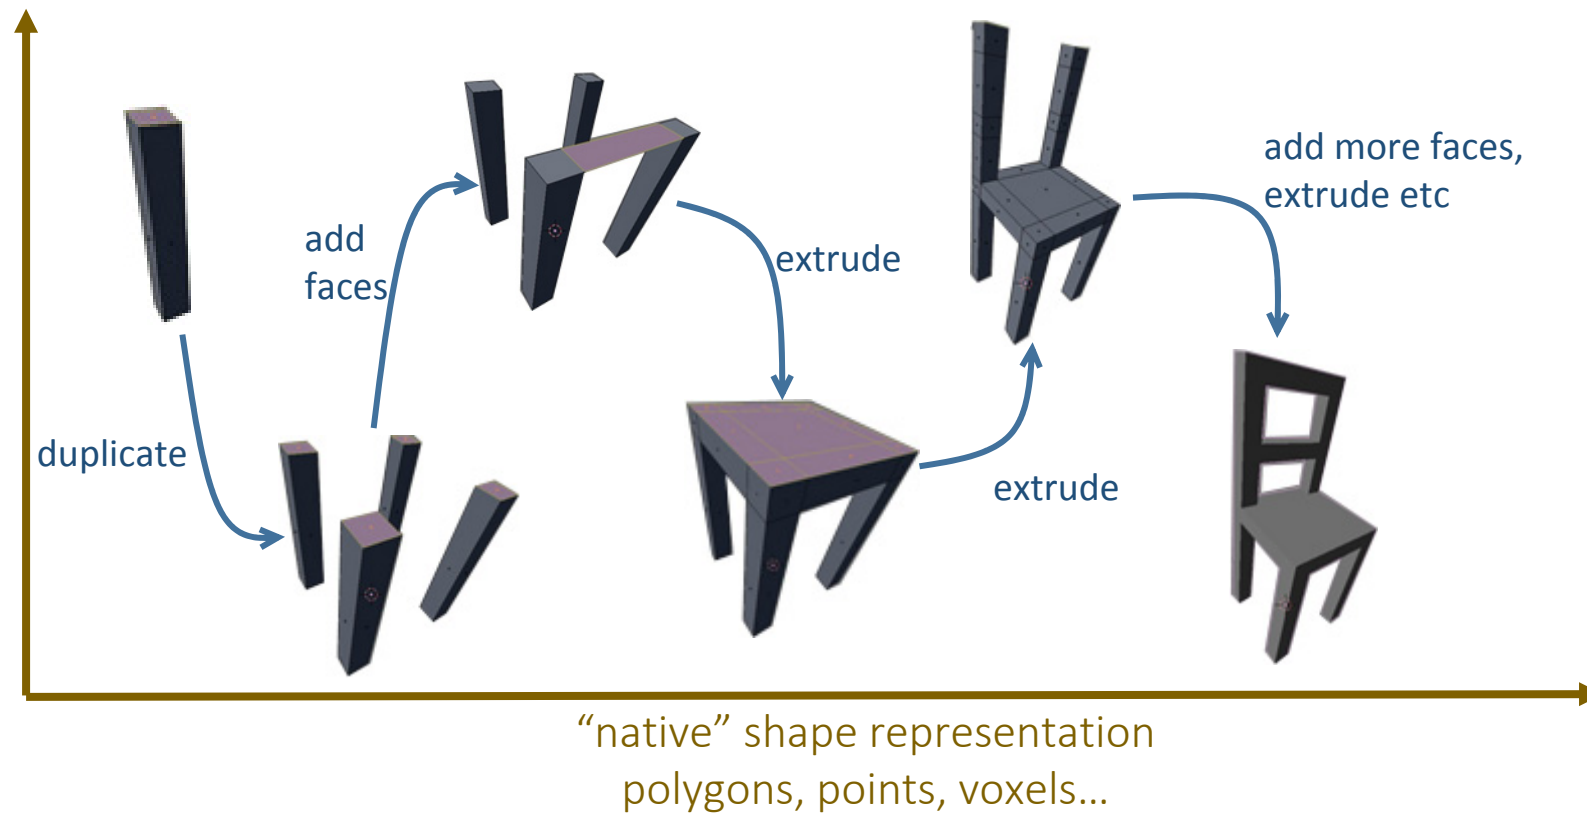 duplicate
add
faces
extrude
extrude
add more faces,
extrude etc
“native” shape representation
polygons, points, voxels…